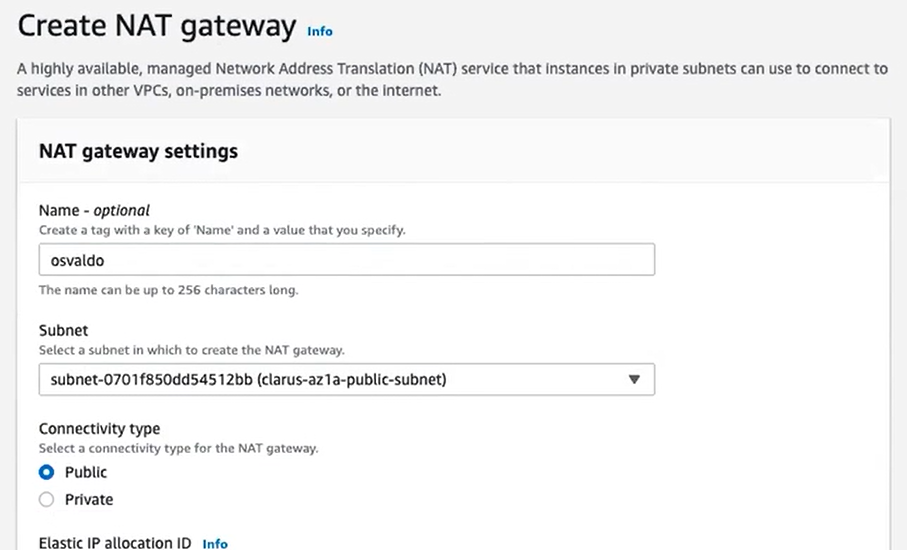 Create NAT gateway Info
A highly available, managed Network Address Translation (NAT) service that instances in private subnets can use to connect to
services in other VPCs, on-premises networks, or the internet.
NAT gateway settings
Name - optional
Create a tag with a key of 'Name' and a value that you specify.
osvaldo
The name can be up to 256 characters long.
Subnet
Select a subnet in which to create the NAT gateway.
subnet-0701f850dd54512bb (clarus-az1a-public-subnet)
Connectivity type
Select a connectivity type for the NAT gateway.
Public
Private
Elastic IP allocation ID Info